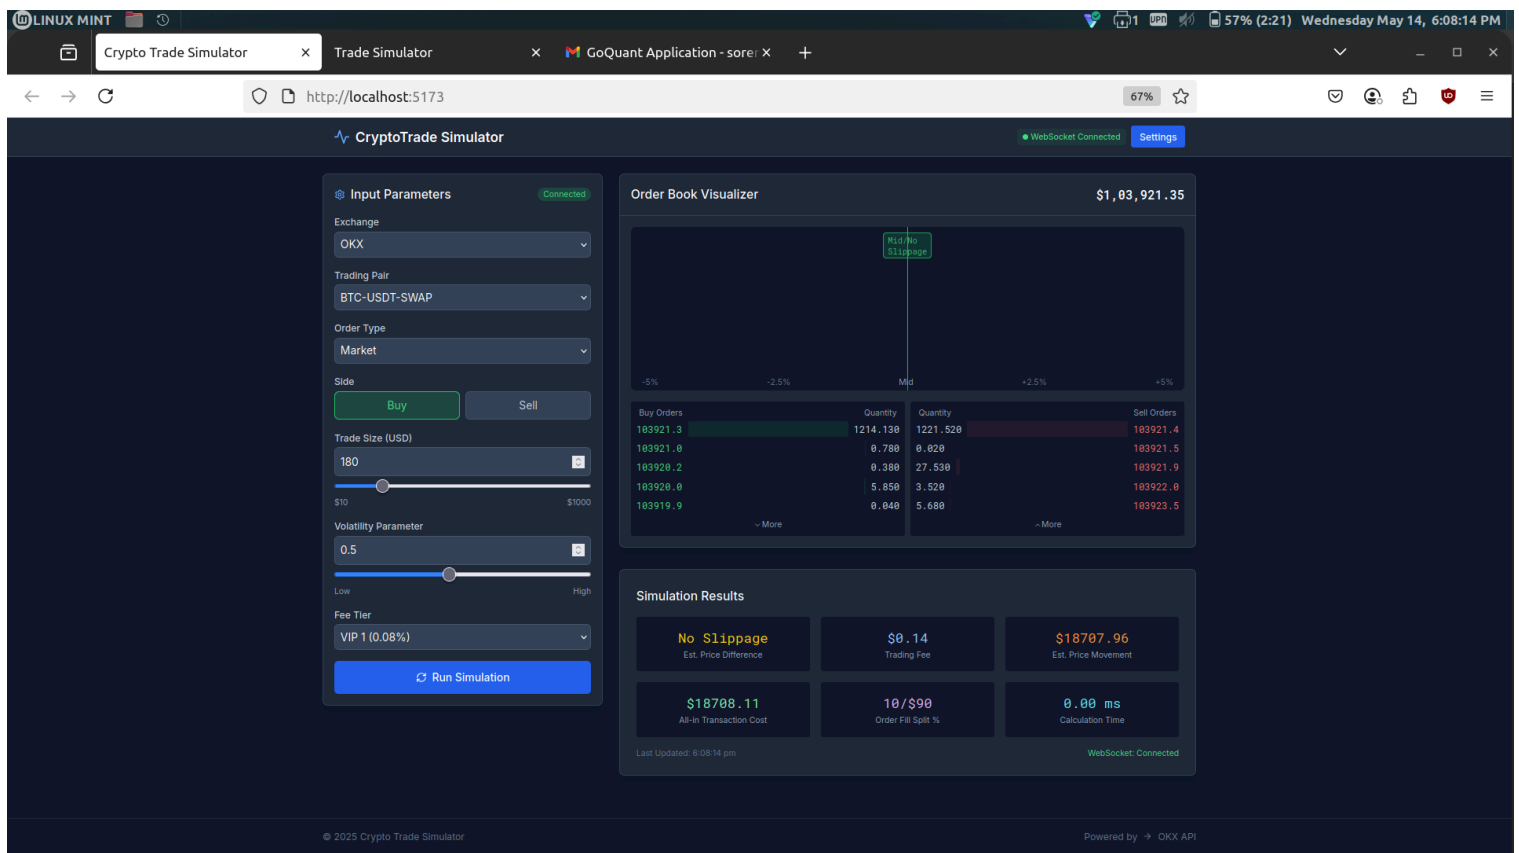 LINUX MINT
1 UPN 57% (2:21) Wednesday May 14, 6:08:14 PM
Crypto Trade Simulator
Trade Simulator
GoQuant Application - sorer
http://localhost:5173
67%
CryptoTrade Simulator
WebSocket Connected
Settings
Input Parameters
Connected
Exchange
OKX
Trading Pair
BTC-USDT-SWAP
Order Type
Market
Side
Buy
Sell
Trade Size (USD)
180
$10
$1000
Volatility Parameter
0.5
Low
High
Fee Tier
VIP 1 (0.08%)
Run Simulation
Order Book Visualizer
$1,03,921.35
Mid/No
Slippage
-5% -2.5% Mid +2.5% +5%
Buy Orders Quantity Quantity Sell Orders
103921.3 1214.130 1221.520 103921.4
103921.0 0.780 0.020 103921.5
103920.2 0.380 27.530 103921.9
103920.0 5.850 3.520 103922.0
103919.9 0.040 5.680 103923.5
More
More
Simulation Results
No Slippage
Est. Price Difference
$0.14
Trading Fee
$18707.96
Est. Price Movement
$18708.11
All-in Transaction Cost
10/$90
Order Fill Split %
0.00 ms
Calculation Time
Last Updated: 6:08:14 pm
WebSocket: Connected
© 2025 Crypto Trade Simulator
Powered by → OKX API